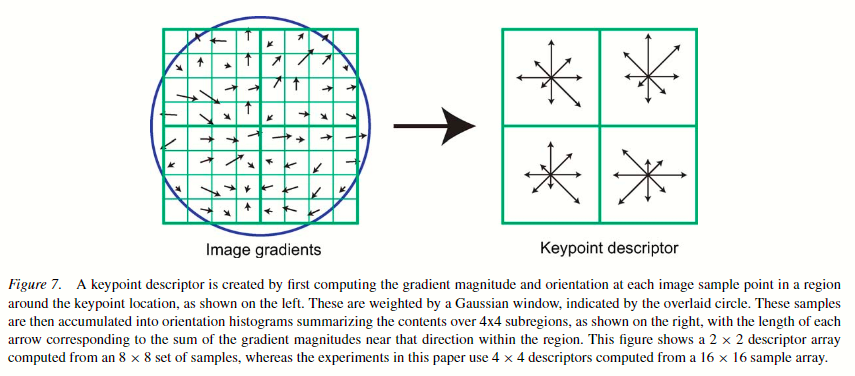 Image gradients
Keypoint descriptor
Figure 7. A keypoint descriptor is created by first computing the gradient magnitude and orientation at each image sample point in a region
around the keypoint location, as shown on the left. These are weighted by a Gaussian window, indicated by the overlaid circle. These samples
are then accumulated into orientation histograms summarizing the contents over 4x4 subregions, as shown on the right, with the length of each
arrow corresponding to the sum of the gradient magnitudes near that direction within the region. This figure shows a 2 × 2 descriptor array
computed from an 8 × 8 set of samples, whereas the experiments in this paper use 4 × 4 descriptors computed from a 16 × 16 sample array.